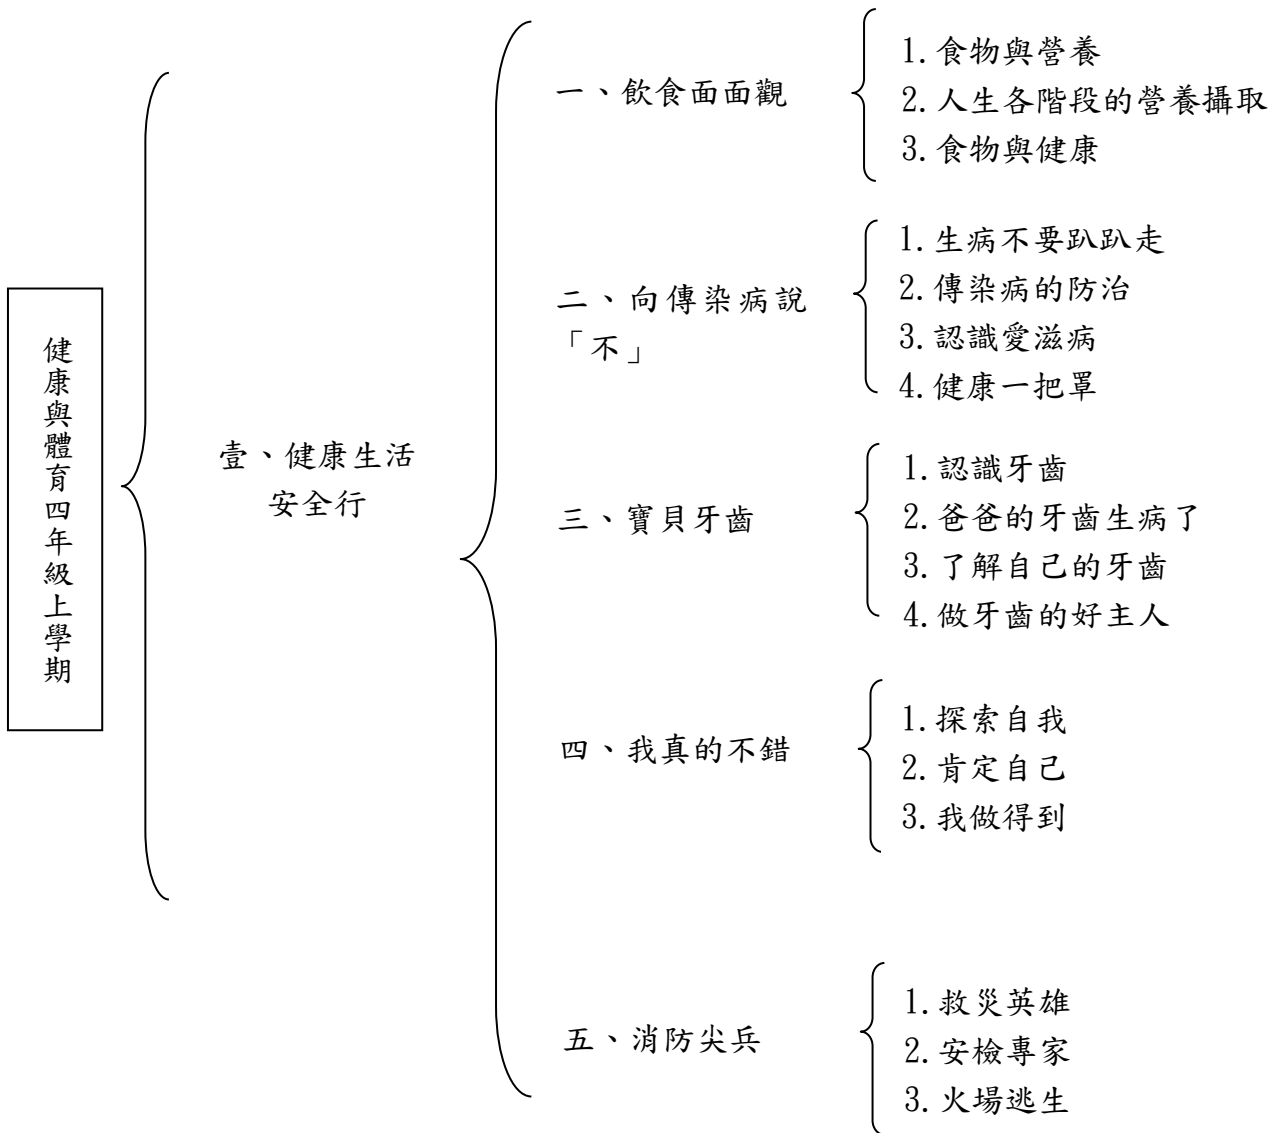 健康與體育四年級上學期
壹、健康生活
安全行
一、飲食面面觀
1.食物與營養
2.人生各階段的營養攝取
3.食物與健康
二、向傳染病說
「不」
1.生病不要趴趴走
2.傳染病的防治
3.認識愛滋病
4.健康一把罩
三、寶貝牙齒
1.認識牙齒
2.爸爸的牙齒生病了
3.了解自己的牙齒
4.做牙齒的好主人
四、我真的不錯
1.探索自我
2.肯定自己
3.我做得到
五、消防尖兵
1.救災英雄
2.安檢專家
3.火場逃生